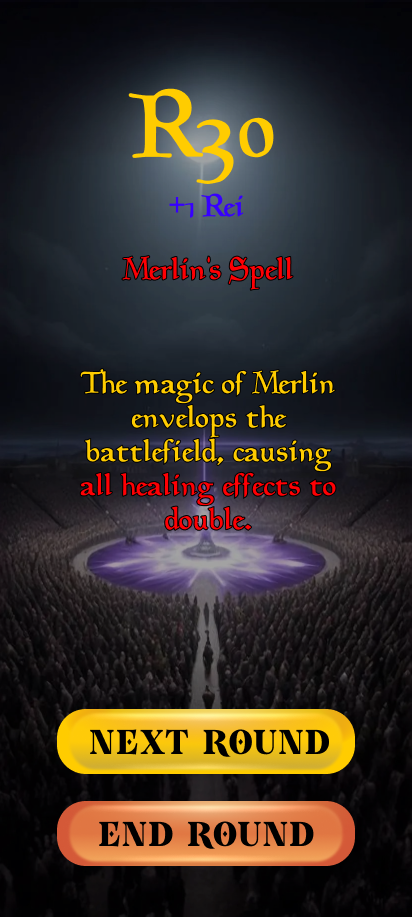 R30
+1 Rei
Merlin's Spell
The magic of Merlin
envelops the
battlefield, causing
all healing effects to
double.
NEXT ROUND
END ROUND